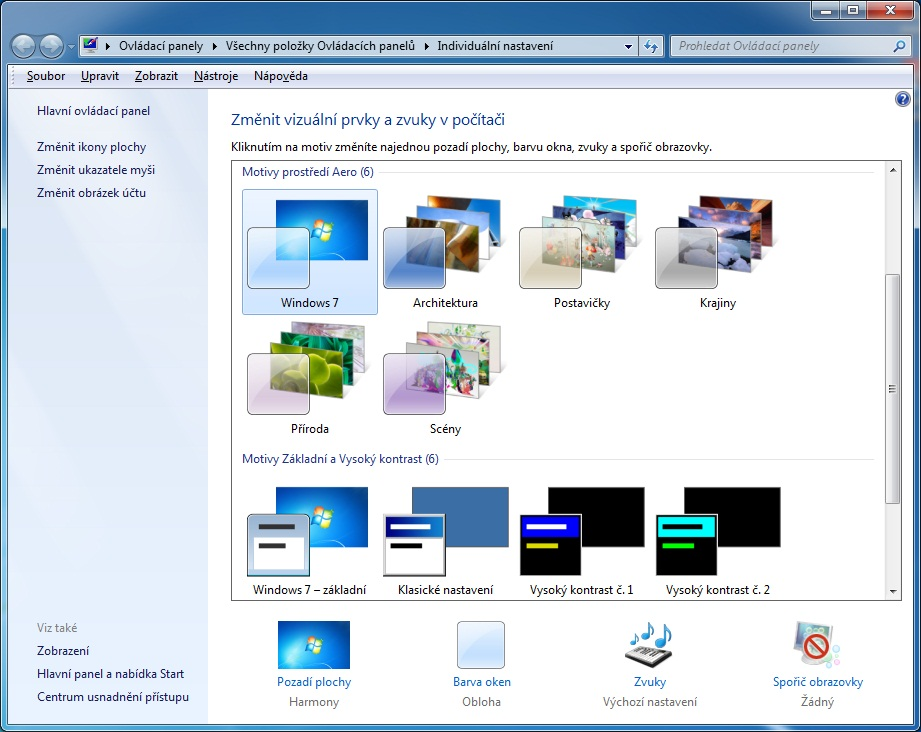 Ovládací panely Všechny položky Ovládacích panelů Individuální nastavení Prohledat Ovládací panely
Soubor Upravit Zobrazit Nástroje Nápověda
Hlavní ovládací panel
Změnit ikony plochy
Změnit ukazatele myši
Změnit obrázek účtu
Změnit vizuální prvky a zvuky v počítači
Kliknutím na motiv změníte najednou pozadí plochy, barvu okna, zvuky a spořič obrazovky.
Motivy prostředí Aero (6)
Windows 7 Architektura Postavičky Krajiny
Příroda Scény
Motivy Základní a Vysoký kontrast (6)
Windows 7 – základní Klasické nastavení Vysoký kontrast č. 1 Vysoký kontrast č. 2
Viz také
Zobrazení
Hlavní panel a nabídka Start
Centrum usnadnění přístupu
Pozadí plochy Barva oken Zvuky Spořič obrazovky
Harmony Obloha Výchozí nastavení Žádný